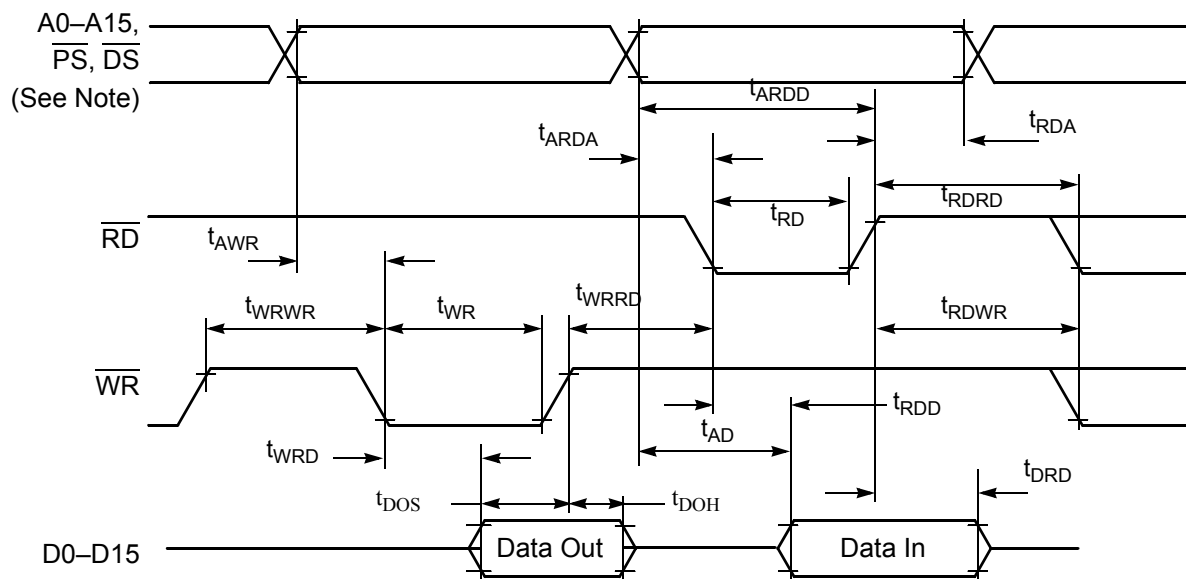 A0–A15,
PS, DS
(See Note)
tARDD
tRDA
tARDA
tRDRD
tRD
RD
tAWR
tWRWR
tWR
tWRRD
tRDWR
WR
tRDD
tAD
tWRD
tDRD
tDOS
tDOH
D0–D15
Data Out
Data In